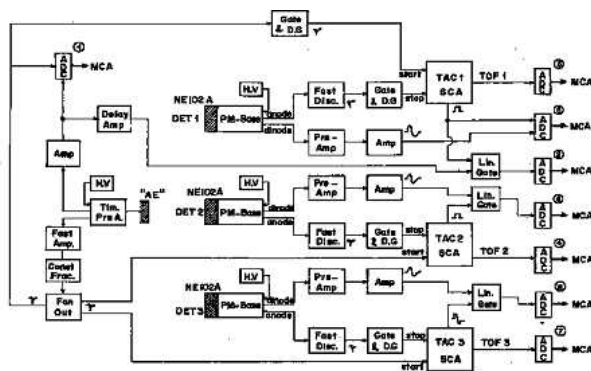 Gate
& D.G
ADC
MCA
H.V
NE102A
DET 1
PM-Base
anode
dinode
Fast
Disc.
Gate
& D.G
start
stop
TAC 1
SCA
TOF 1
ADC
MCA
Delay
Amp
Pre-
Amp
Amp
ADC
MCA
Amp
Lin.
Gate
ADC
MCA
H.V
Tim.
Pre A.
"ΔE"
H.V
NE102A
DET 2
PM-Base
dinode
anode
Pre-
Amp
Amp
Lin.
Gate
ADC
MCA
Fast
Amp.
Fast
Disc.
Gate
& D.G
stop
start
TAC 2
SCA
TOF 2
ADC
MCA
Const.
Frac.
Fan
Out
NE102A
H.V
DET 3
PM-Base
dinode
anode
Pre-
Amp
Amp
Lin.
Gate
ADC
MCA
Fast
Disc.
Gate
& D.G
stop
start
TAC 3
SCA
TOF 3
ADC
⑦
MCA